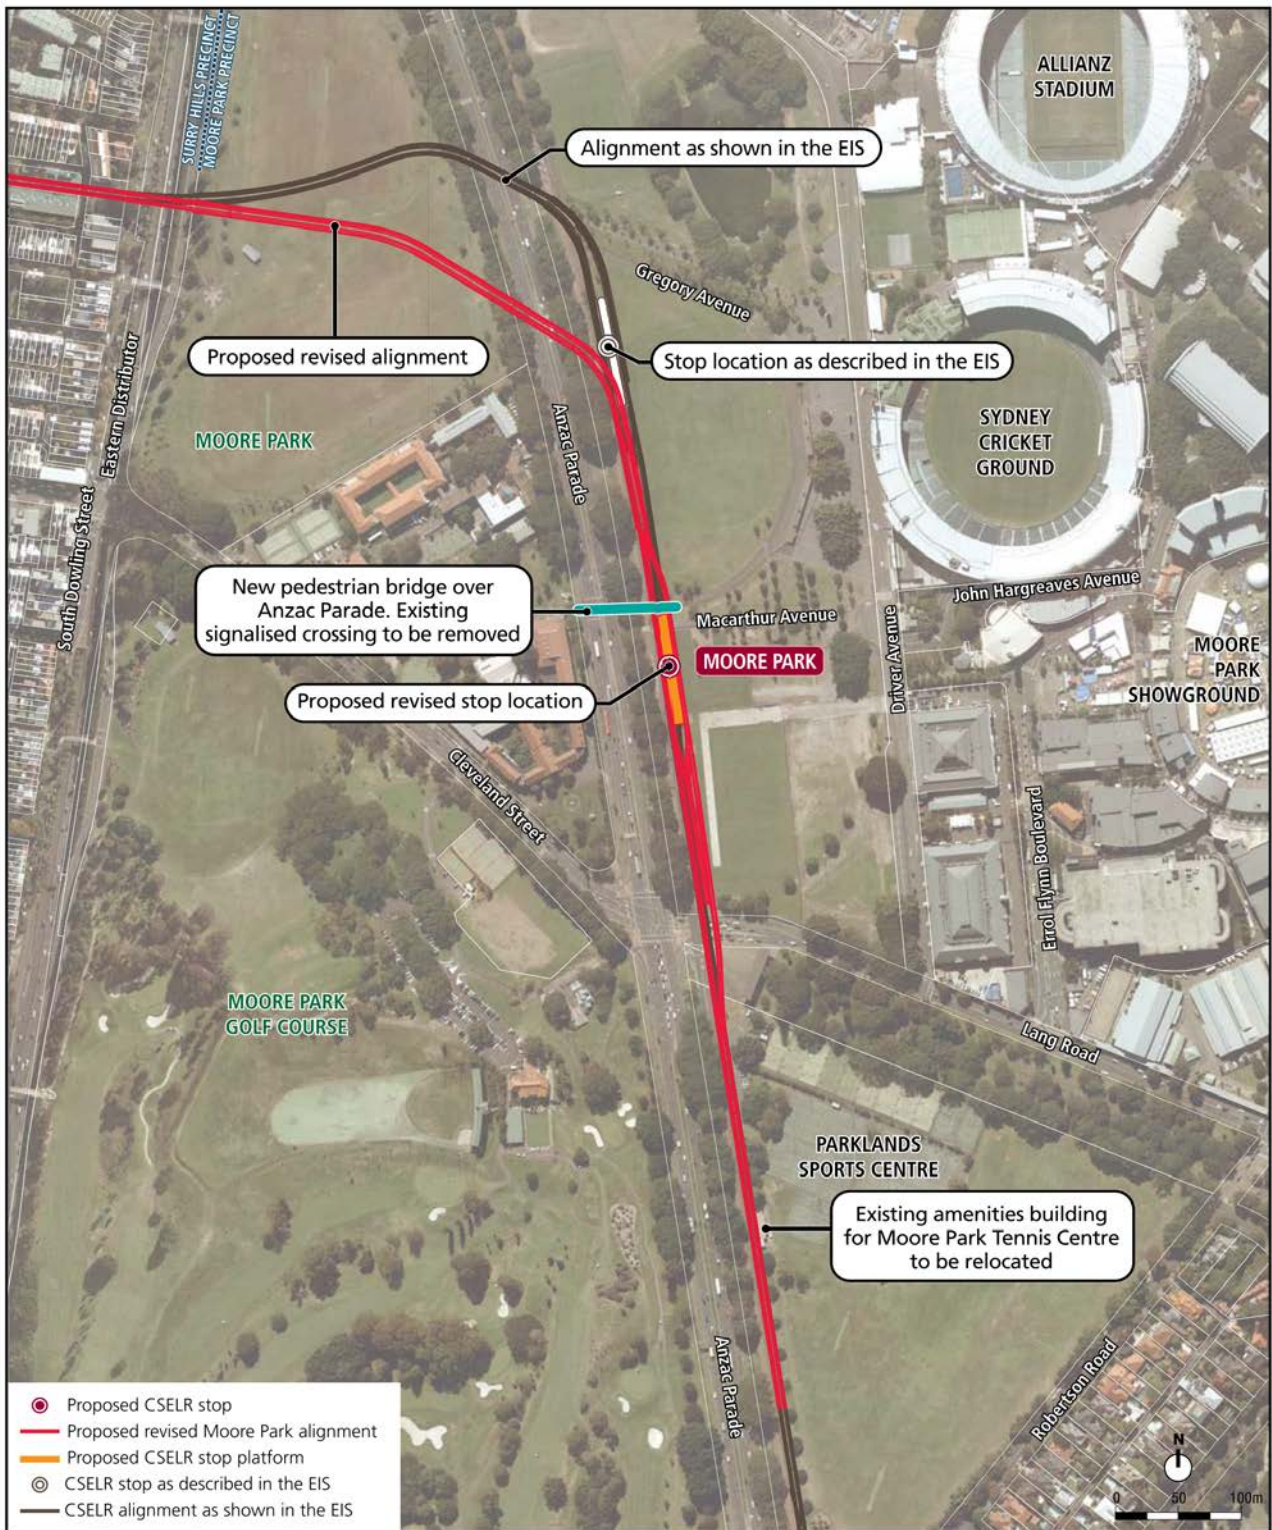 SURRY HILLS PRECINCT
MOORE PARK PRECINCT
ALLIANZ
STADIUM
Alignment as shown in the EIS
Gregory Avenue
Proposed revised alignment
Stop location as described in the EIS
Eastern Distributor
MOORE PARK
Anzac Parade
SYDNEY
CRICKET
GROUND
South Dowling Street
New pedestrian bridge over
Anzac Parade. Existing
signalised crossing to be removed
Macarthur Avenue
John Hargreaves Avenue
MOORE PARK
Driver Avenue
MOORE
PARK
SHOWGROUND
Proposed revised stop location
Cleveland Street
Errol Flynn Boulevard
MOORE PARK
GOLF COURSE
Lang Road
PARKLANDS
SPORTS CENTRE
Existing amenities building
for Moore Park Tennis Centre
to be relocated
Anzac Parade
Robertson Road
Proposed CSELR stop
Proposed revised Moore Park alignment
Proposed CSELR stop platform
CSELR stop as described in the EIS
CSELR alignment as shown in the EIS
N
0 50 100m